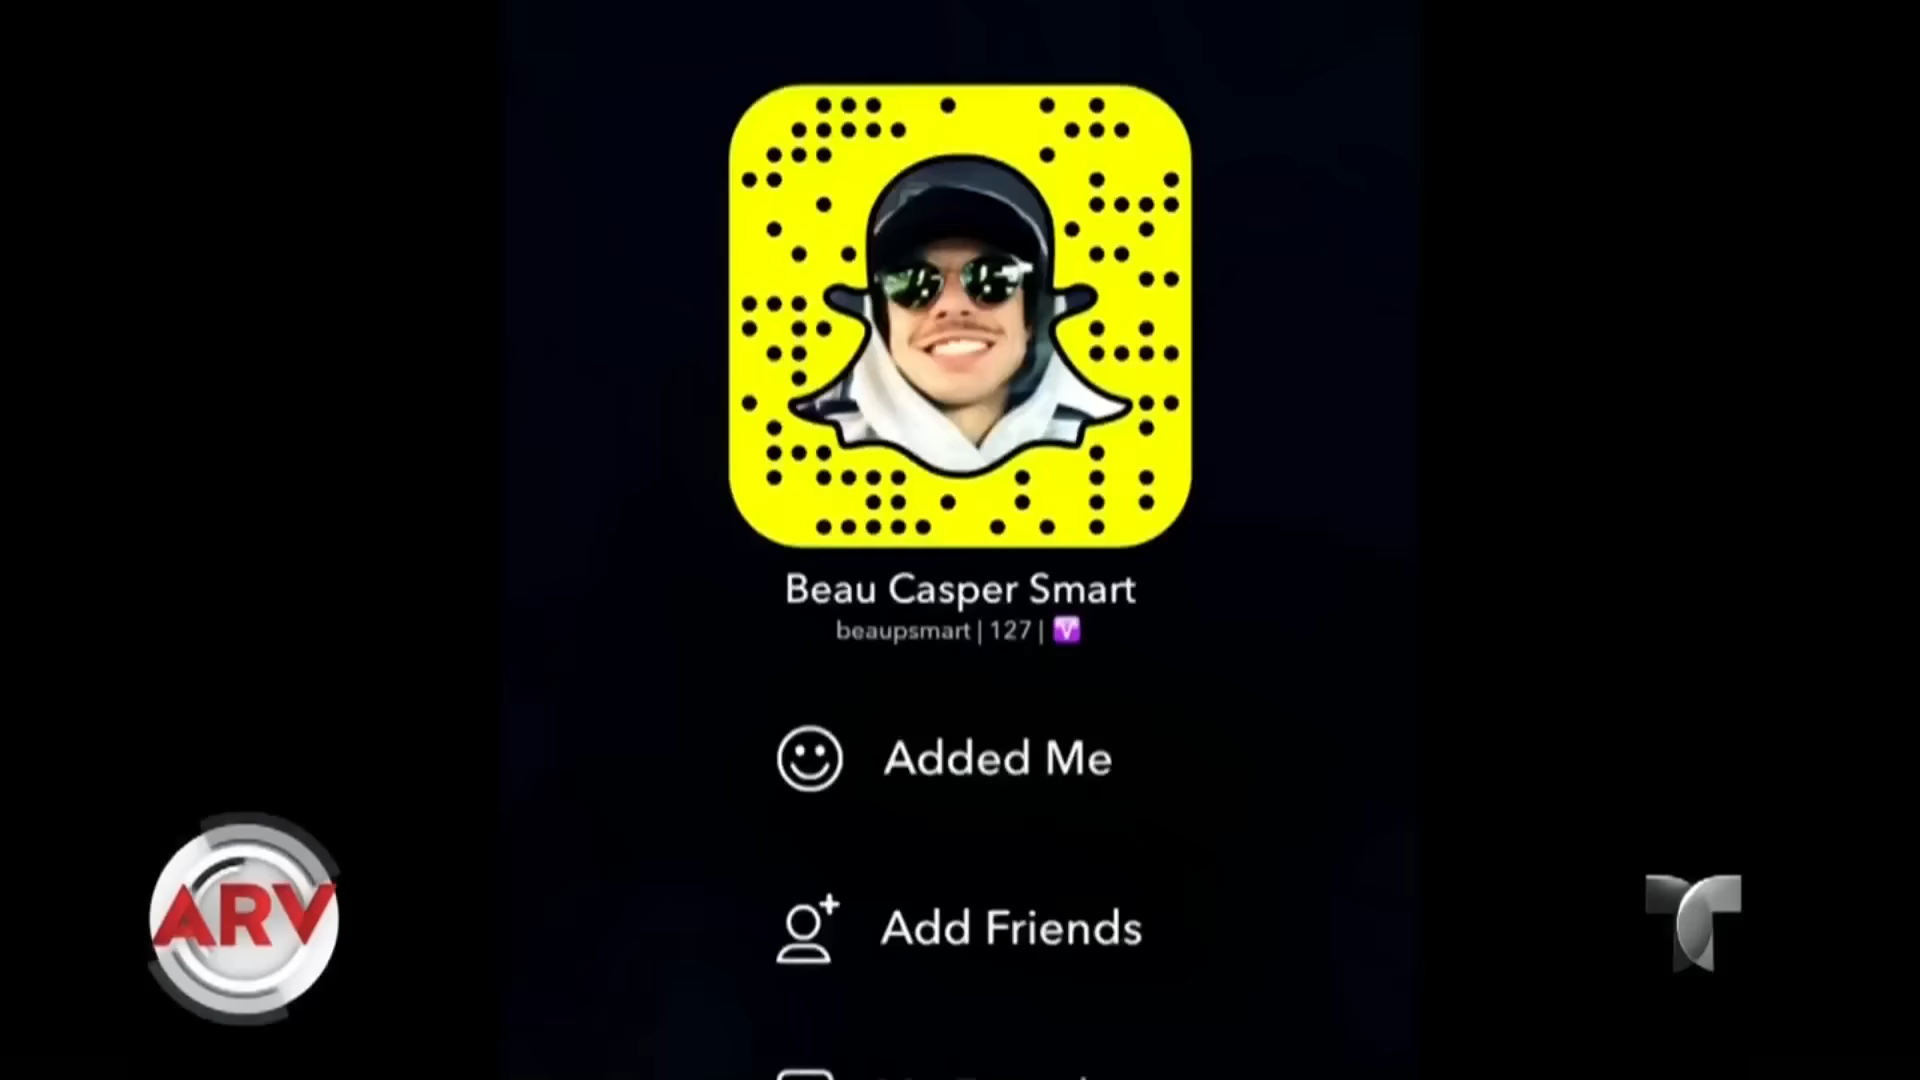 Beau Casper Smart
beaupsmart | 127 | ♑
Added Me
Add Friends
ARV